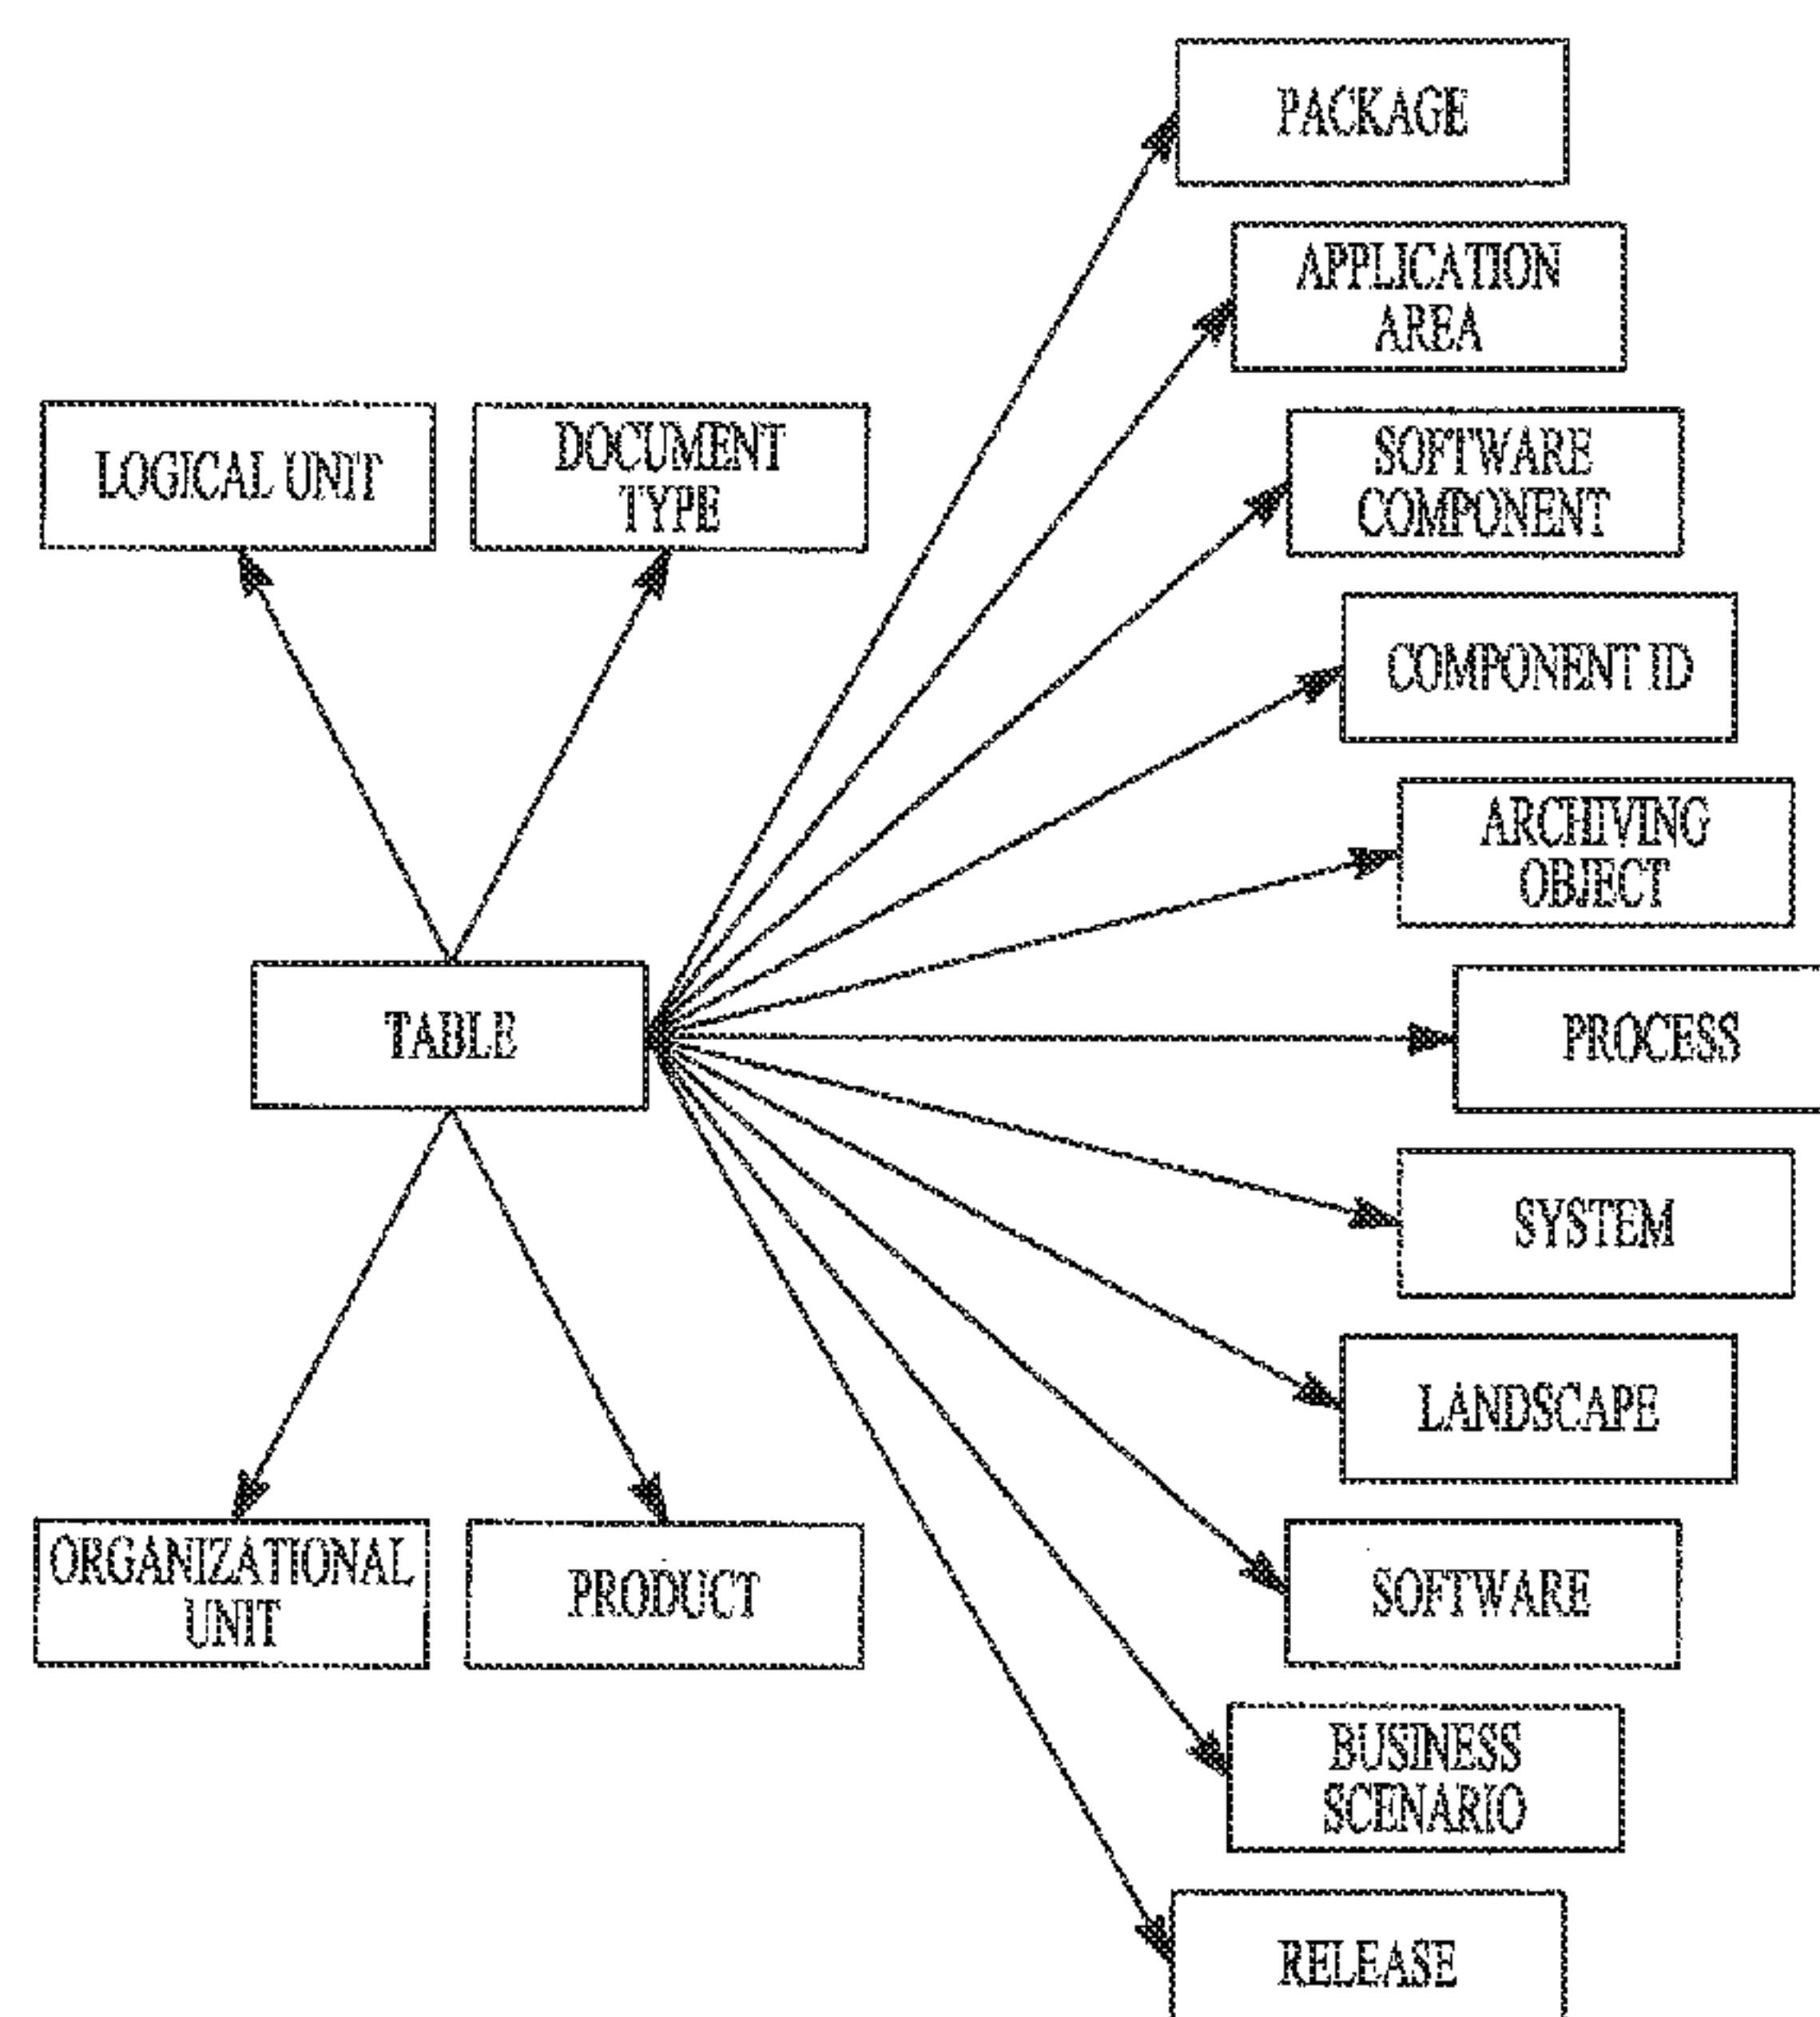 PACKAGE
APPLICATION
AREA
SOFTWARE
COMPONENT
LOGICAL UNIT
DOCUMENT
TYPE
COMPONENT ID
ARCHIVING
OBJECT
TABLE
PROCESS
SYSTEM
LANDSCAPE
ORGANIZATIONAL
UNIT
PRODUCT
SOFTWARE
BUSINESS
SCENARIO
RELEASE